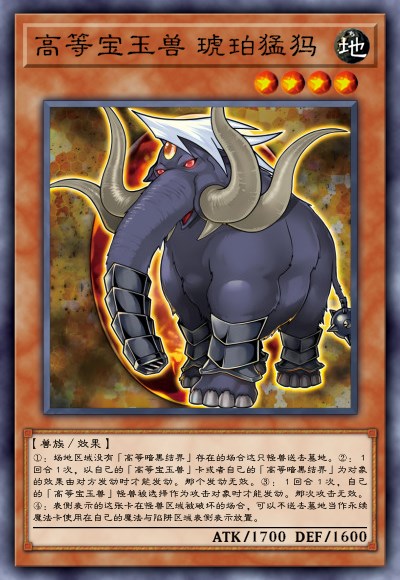 高等宝玉兽 琥珀猛犸
地
【兽族／效果】
①：场地区域没有「高等暗黑结界」存在的场合这只怪兽送去墓地。②：1
回合1次，以自己的「高等宝玉兽」卡或者自己的「高等暗黑结界」为对象
的效果由对方发动时才能发动。那个发动无效。③：1回合1次，自己
的「高等宝玉兽」怪兽被选择作为攻击对象时才能发动。那次攻击无效。
④：表侧表示的这张卡在怪兽区域被破坏的场合，可以不送去墓地当作永续
魔法卡使用在自己的魔法与陷阱区域表侧表示放置。
ATK/1700 DEF/1600